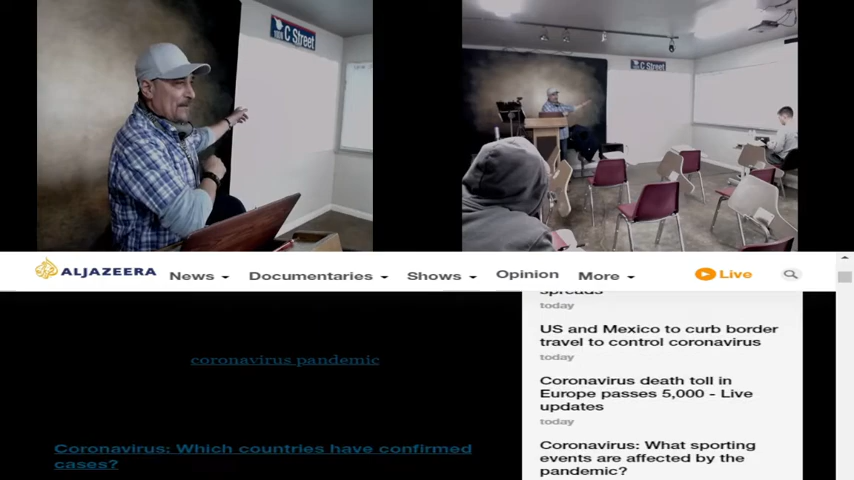 C Street
C Street
ALJAZEERA
News
Documentaries
Shows
Opinion
More
Live
coronavirus pandemic
Coronavirus: Which countries have confirmed
cases?
spreads
today
US and Mexico to curb border
travel to control coronavirus
today
Coronavirus death toll in
Europe passes 5,000 - Live
updates
today
Coronavirus: What sporting
events are affected by the
pandemic?